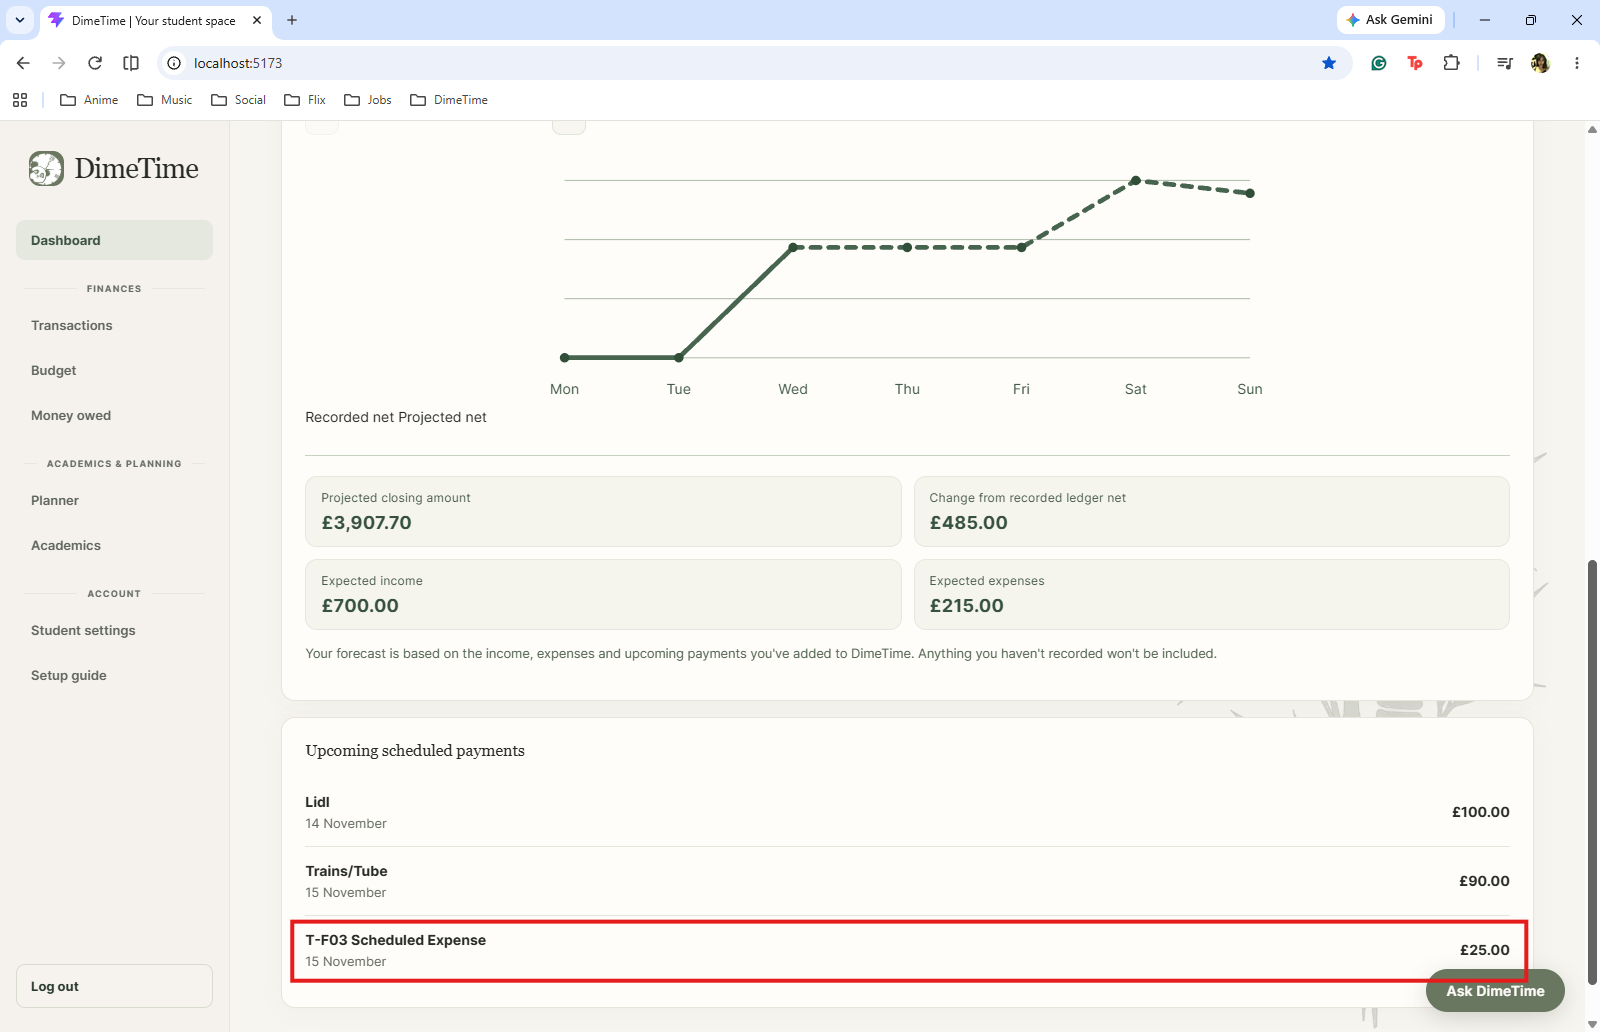 DimeTime | Your student space
Ask Gemini
localhost:5173
Tp
Anime
Music
Social
Flix
Jobs
DimeTime
DimeTime
Dashboard
FINANCES
Transactions
Budget
Money owed
ACADEMICS & PLANNING
Planner
Academics
ACCOUNT
Student settings
Setup guide
Log out
Mon Tue Wed Thu Fri Sat Sun
Recorded net Projected net
Projected closing amount
£3,907.70
Change from recorded ledger net
£485.00
Expected income
£700.00
Expected expenses
£215.00
Your forecast is based on the income, expenses and upcoming payments you've added to DimeTime. Anything you haven't recorded won't be included.
Upcoming scheduled payments
Lidl
14 November
£100.00
Trains/Tube
15 November
£90.00
T-F03 Scheduled Expense
15 November
£25.00
Ask DimeTime